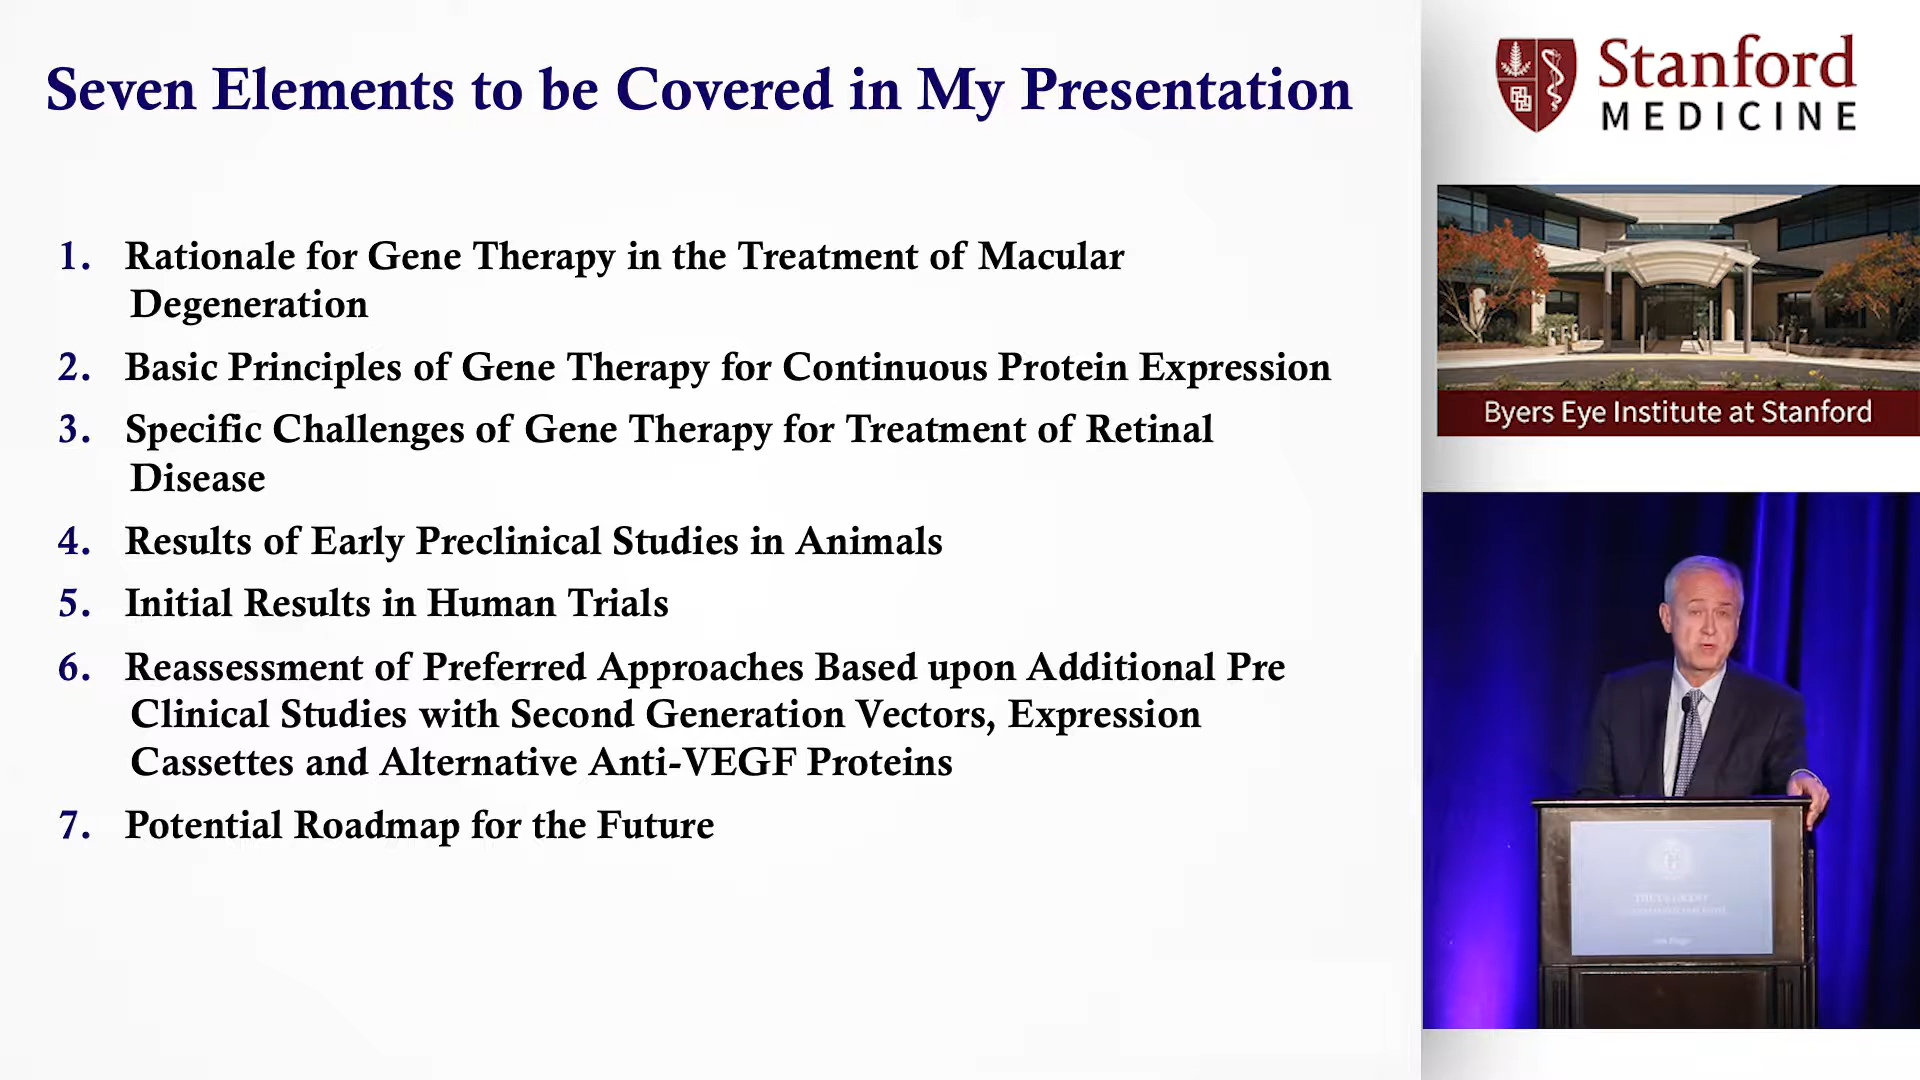 Seven Elements to be Covered in My Presentation
1. Rationale for Gene Therapy in the Treatment of Macular
Degeneration
2. Basic Principles of Gene Therapy for Continuous Protein Expression
3. Specific Challenges of Gene Therapy for Treatment of Retinal
Disease
4. Results of Early Preclinical Studies in Animals
5. Initial Results in Human Trials
6. Reassessment of Preferred Approaches Based upon Additional Pre
Clinical Studies with Second Generation Vectors, Expression
Cassettes and Alternative Anti-VEGF Proteins
7. Potential Roadmap for the Future
Stanford
MEDICINE
Byers Eye Institute at Stanford